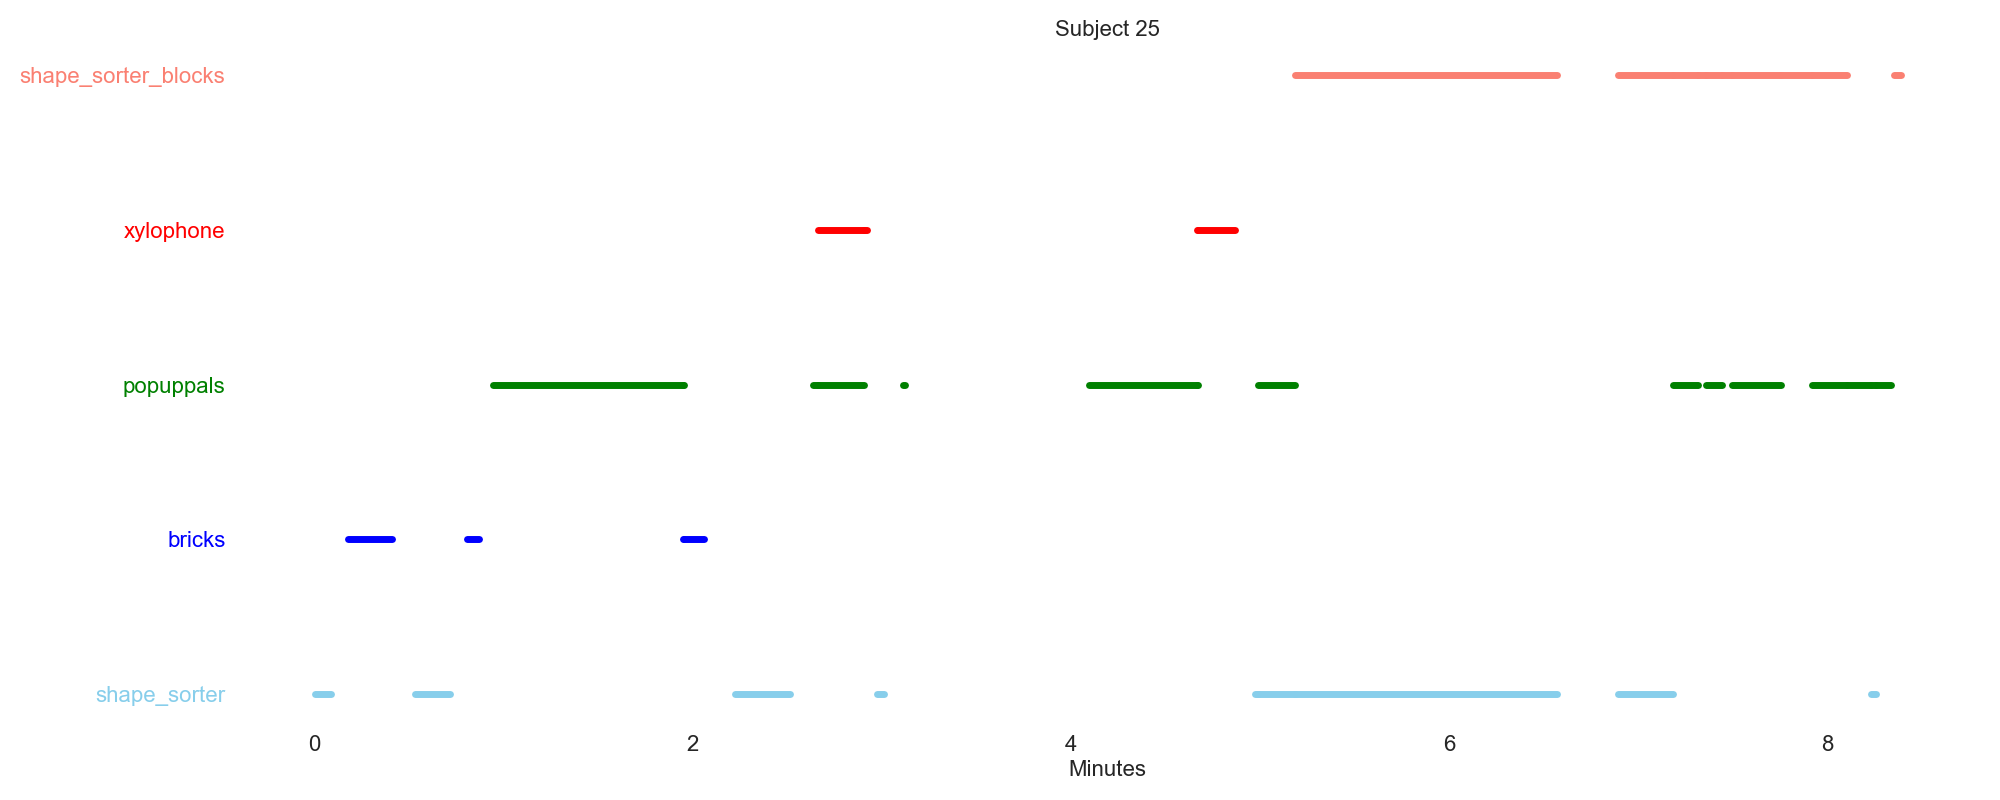 Subject 25
shape_sorter_blocks
xylophone
popuppals
bricks
shape_sorter
0 2 4 6 8
Minutes